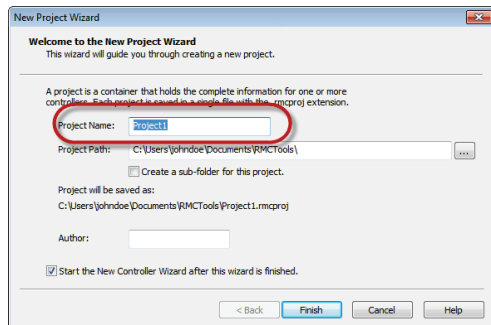 New Project Wizard
Welcome to the New Project Wizard
This wizard will guide you through creating a new project.
A project is a container that holds the complete information for one or more
controllers. Each project is saved in a single file with the .rmcproj extension.
Project Name: Project1
Project Path: C:\Users\johndoe\Documents\RMCTools\ ...
Create a sub-folder for this project.
Project will be saved as:
C:\Users\johndoe\Documents\RMCTools\Project1.rmcproj
Author:
Start the New Controller Wizard after this wizard is finished.
< Back Finish Cancel Help